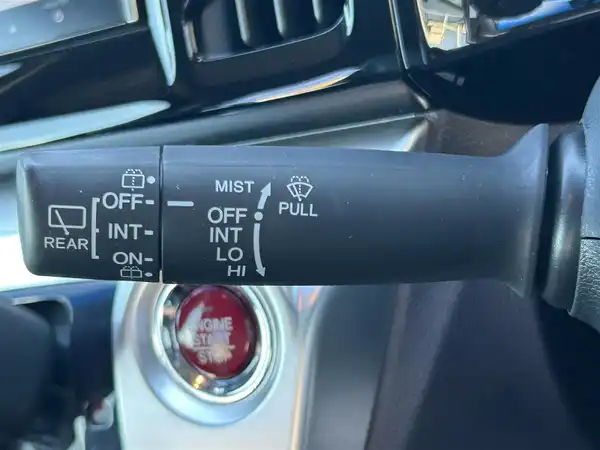 OFF
INT
ON
REAR
MIST
OFF
INT
LO
HI
PULL
ENGINE
START
STOP